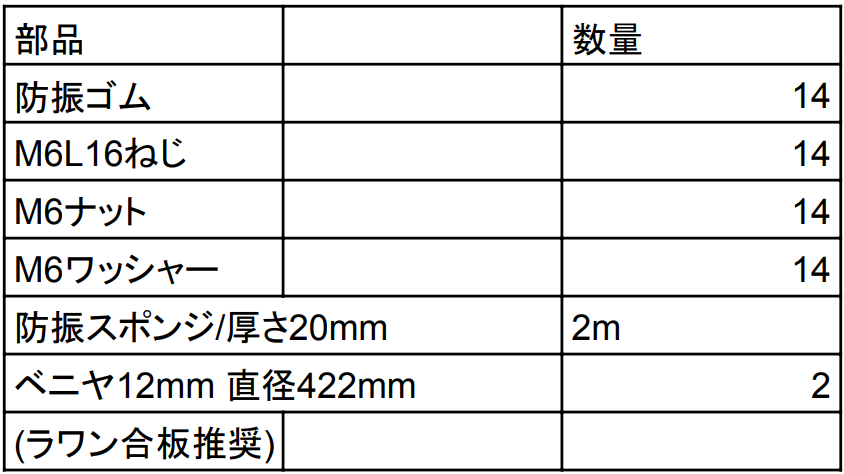 部品 数量
防振ゴム 14
M6L16ねじ 14
M6ナット 14
M6ワッシャー 14
防振スポンジ/厚さ20mm 2m
ベニヤ12mm 直径422mm 2
(ラワン合板推奨)